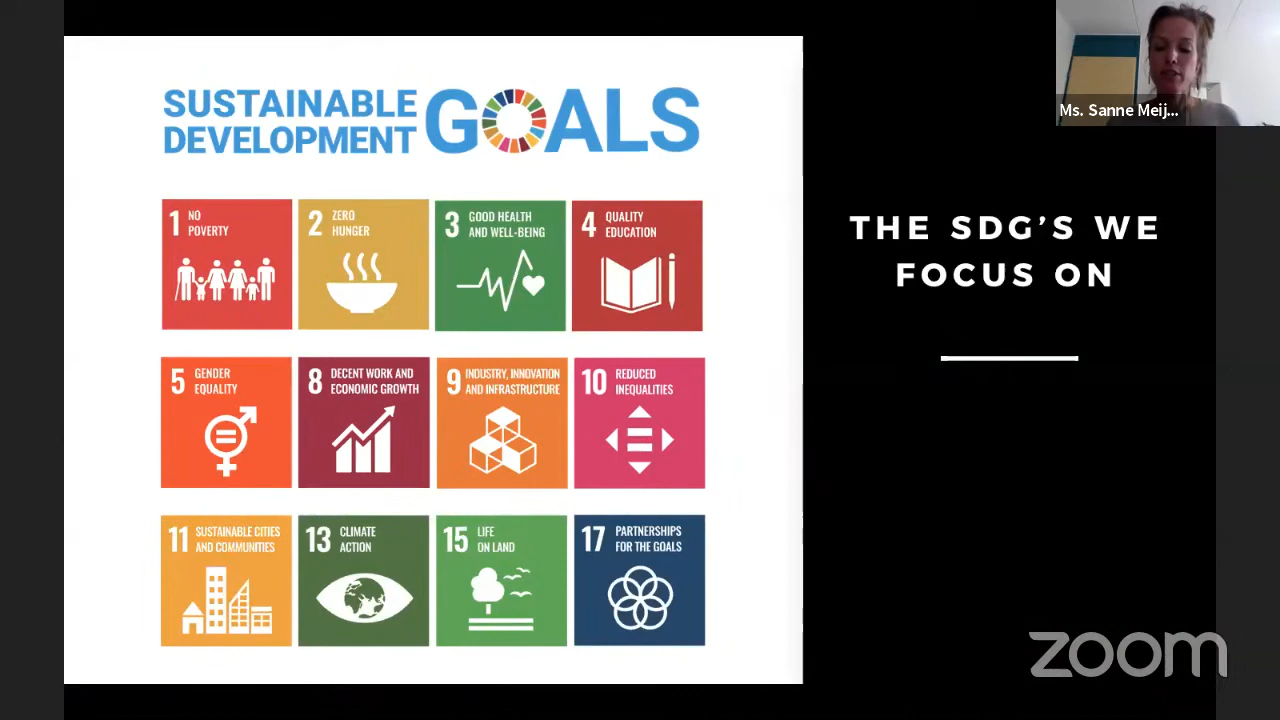 SUSTAINABLE
DEVELOPMENT
GOALS
1 NO
POVERTY
2 ZERO
HUNGER
3 GOOD HEALTH
AND WELL-BEING
4 QUALITY
EDUCATION
5 GENDER
EQUALITY
8 DECENT WORK AND
ECONOMIC GROWTH
9 INDUSTRY, INNOVATION
AND INFRASTRUCTURE
10 REDUCED
INEQUALITIES
11 SUSTAINABLE CITIES
AND COMMUNITIES
13 CLIMATE
ACTION
15 LIFE
ON LAND
17 PARTNERSHIPS
FOR THE GOALS
Ms. Sanne Meij...
THE SDG’S WE
FOCUS ON
zoom